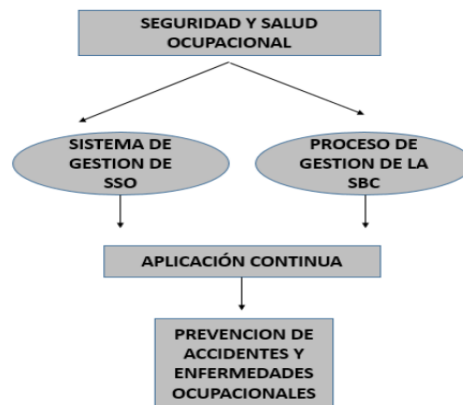 SEGURIDAD Y SALUD
OCUPACIONAL
SISTEMA DE
GESTION DE
SSO
PROCESO DE
GESTION DE LA
SBC
APLICACIÓN CONTINUA
PREVENCION DE
ACCIDENTES Y
ENFERMEDADES
OCUPACIONALES